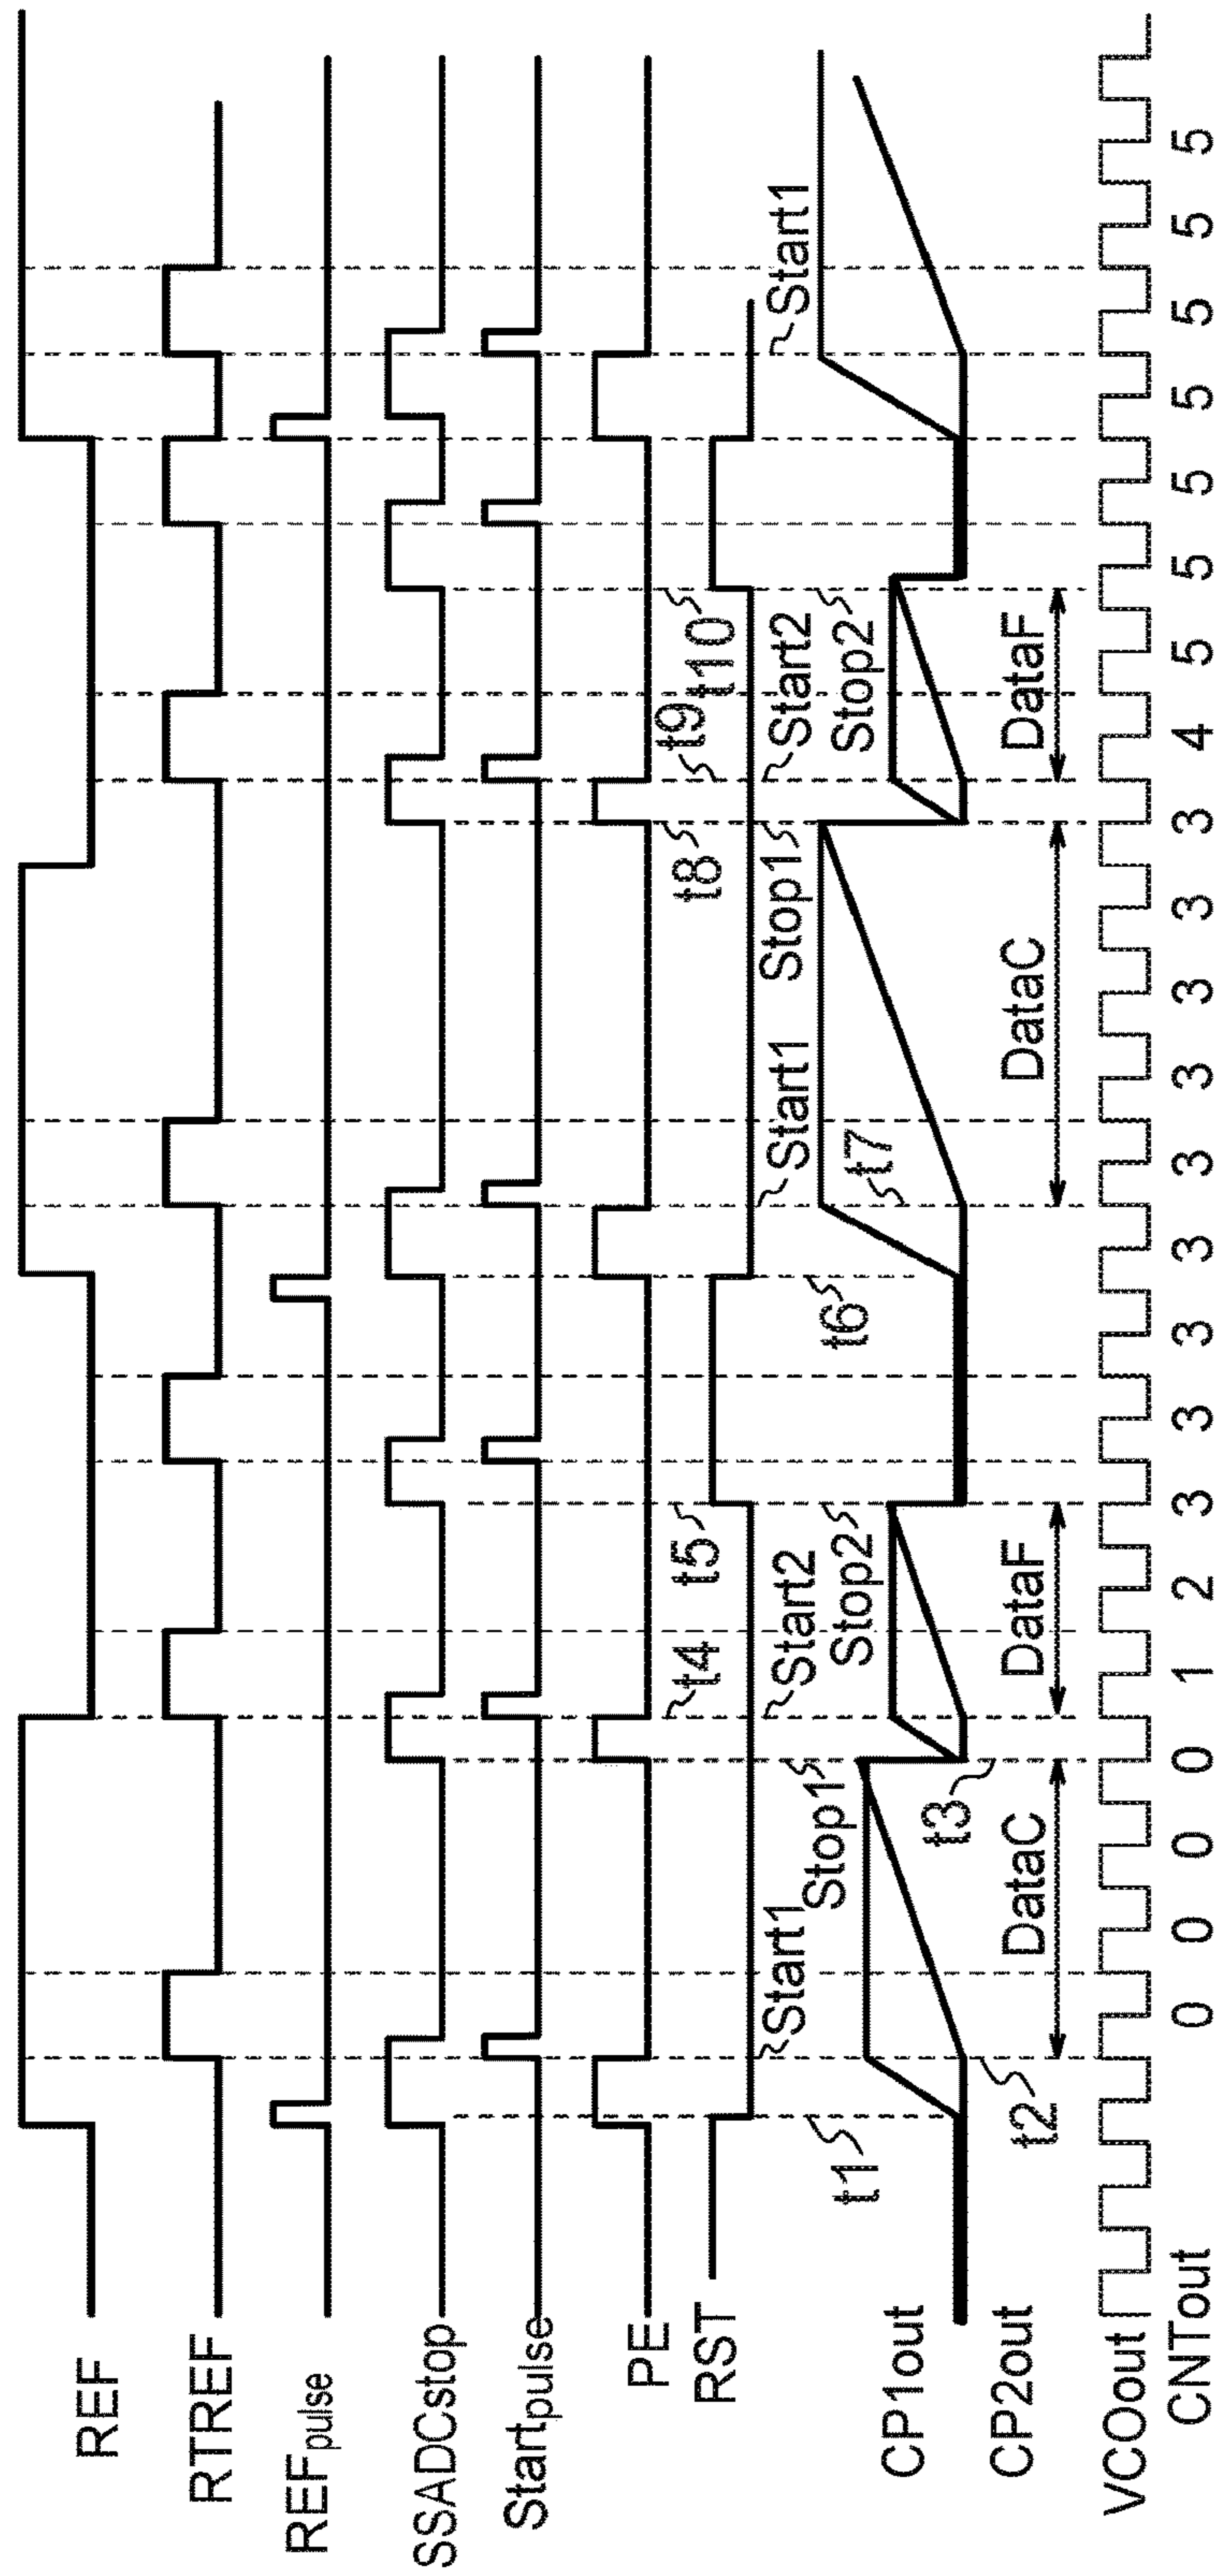 REF
RTREF
REFpulse
SSADCstop
Startpulse
PE
RST
t4 t5 t8 t9 t10
Start1 Stop1 Start2 Stop2 Start1 Stop1 Start2 Stop2 Start1
t1 t6 t7
CP1out
t2 t3
CP2out
DataC DataF DataC DataF
VCOout
CNTout 0 0 0 0 1 2 3 3 3 3 3 3 3 3 3 4 5 5 5 5 5 5 5